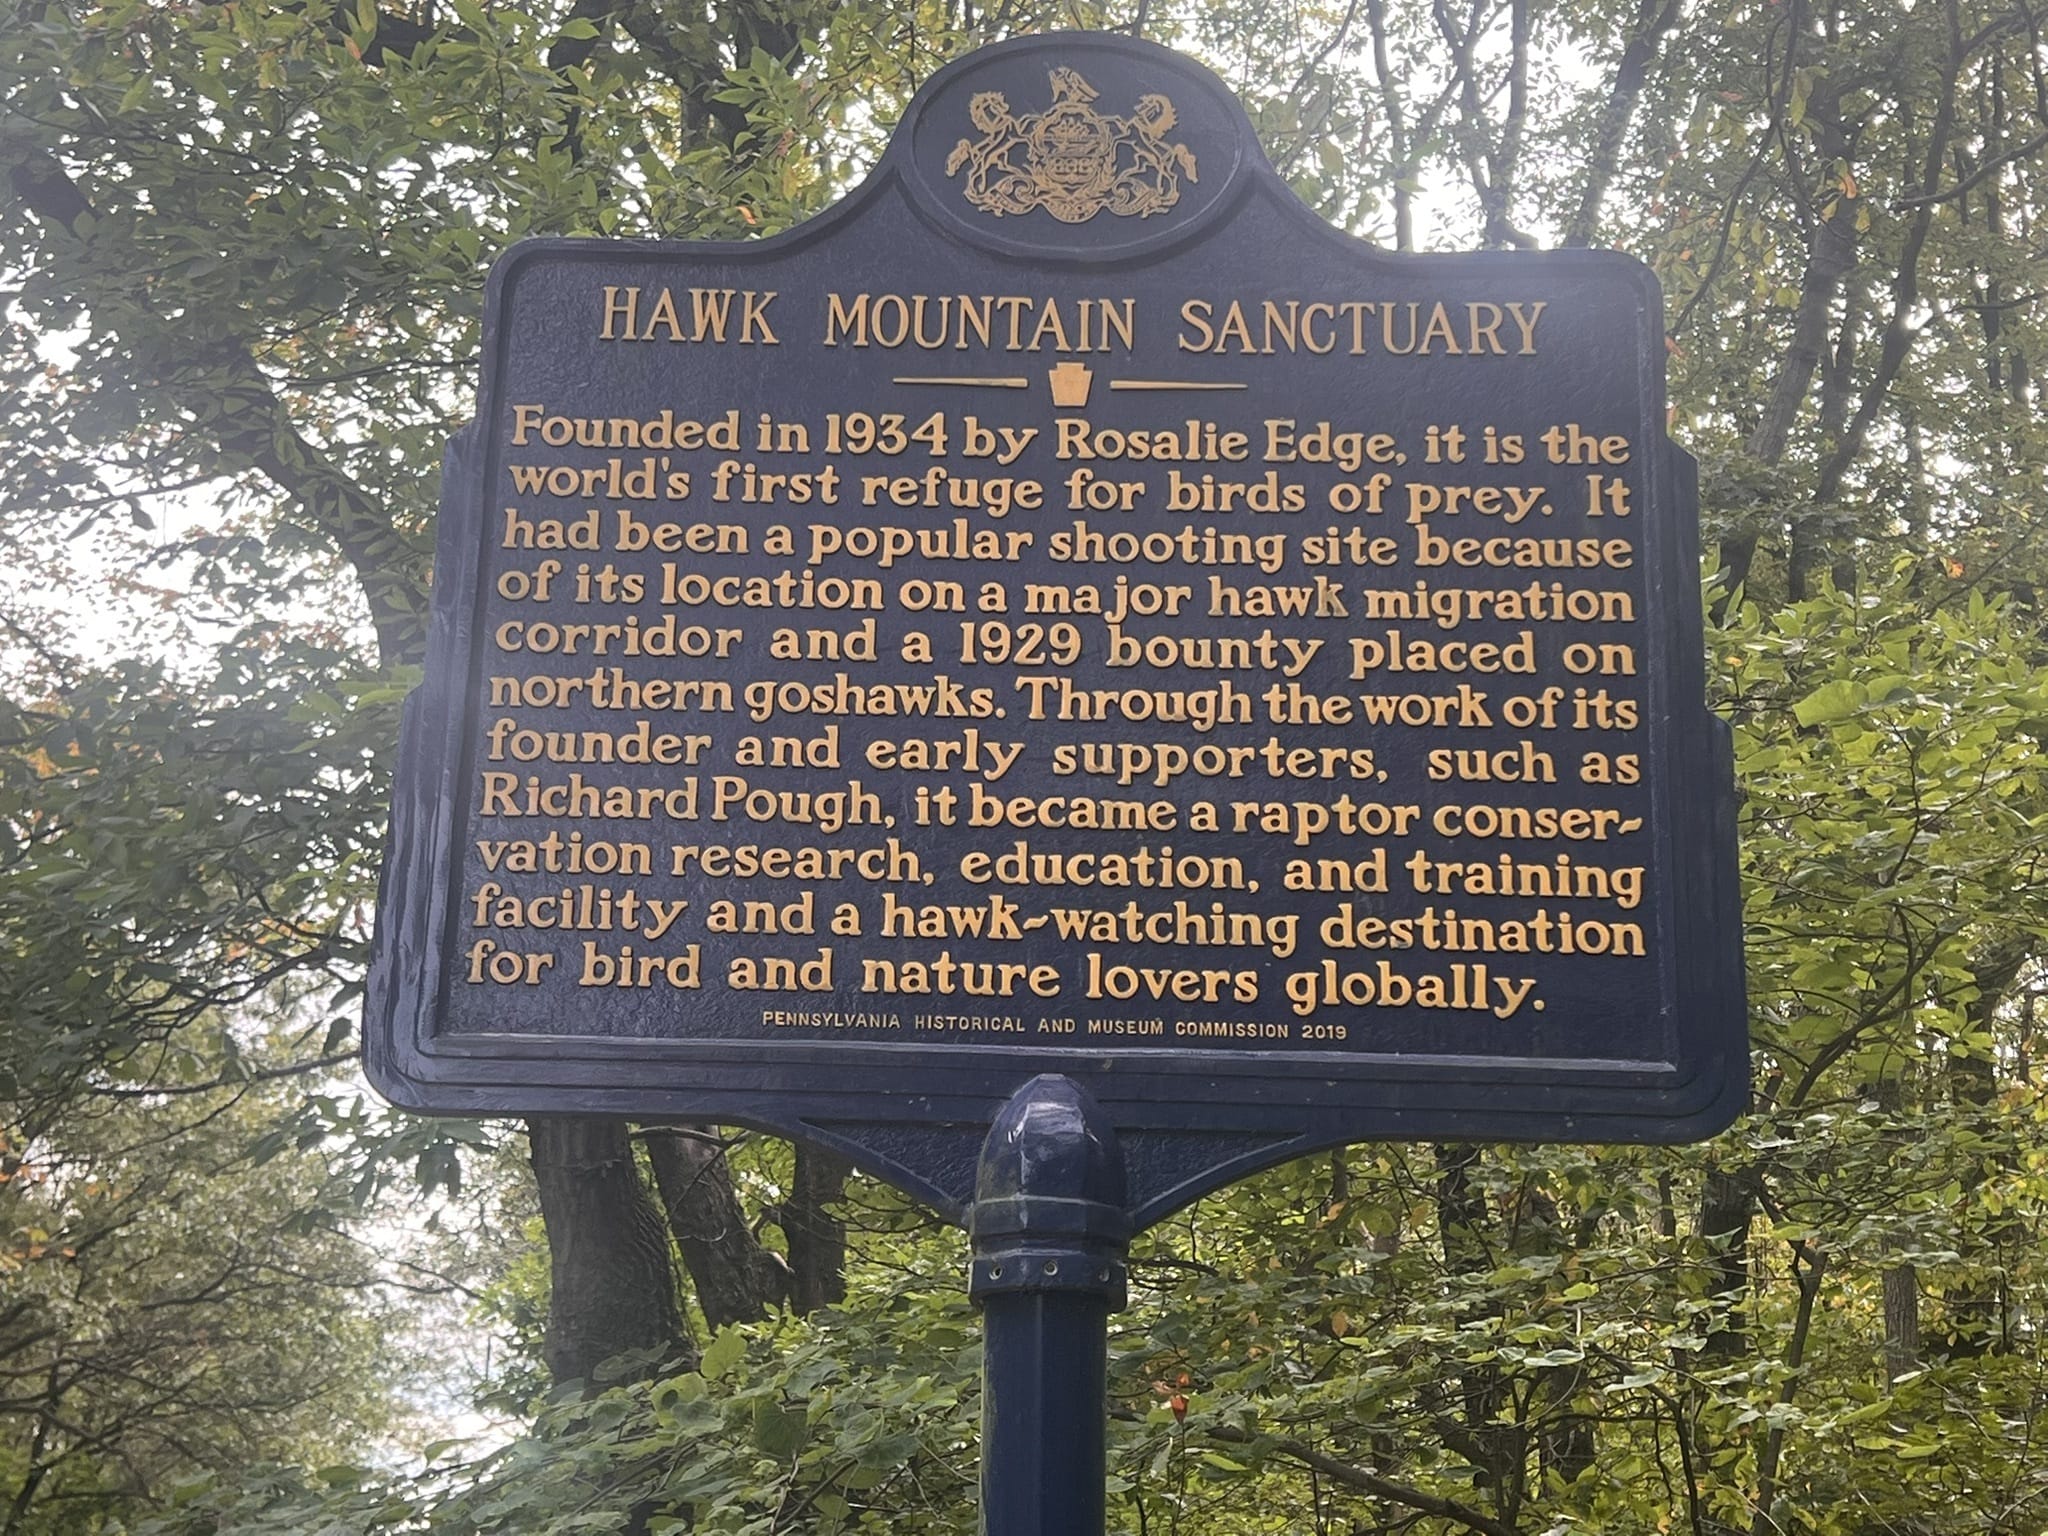 HAWK MOUNTAIN SANCTUARY
Founded in 1934 by Rosalie Edge, it is the
world's first refuge for birds of prey. It
had been a popular shooting site because
of its location on a major hawk migration
corridor and a 1929 bounty placed on
northern goshawks. Through the work of its
founder and early supporters, such as
Richard Pough, it became a raptor conser-
vation research, education, and training
facility and a hawk-watching destination
for bird and nature lovers globally.
PENNSYLVANIA HISTORICAL AND MUSEUM COMMISSION 2019